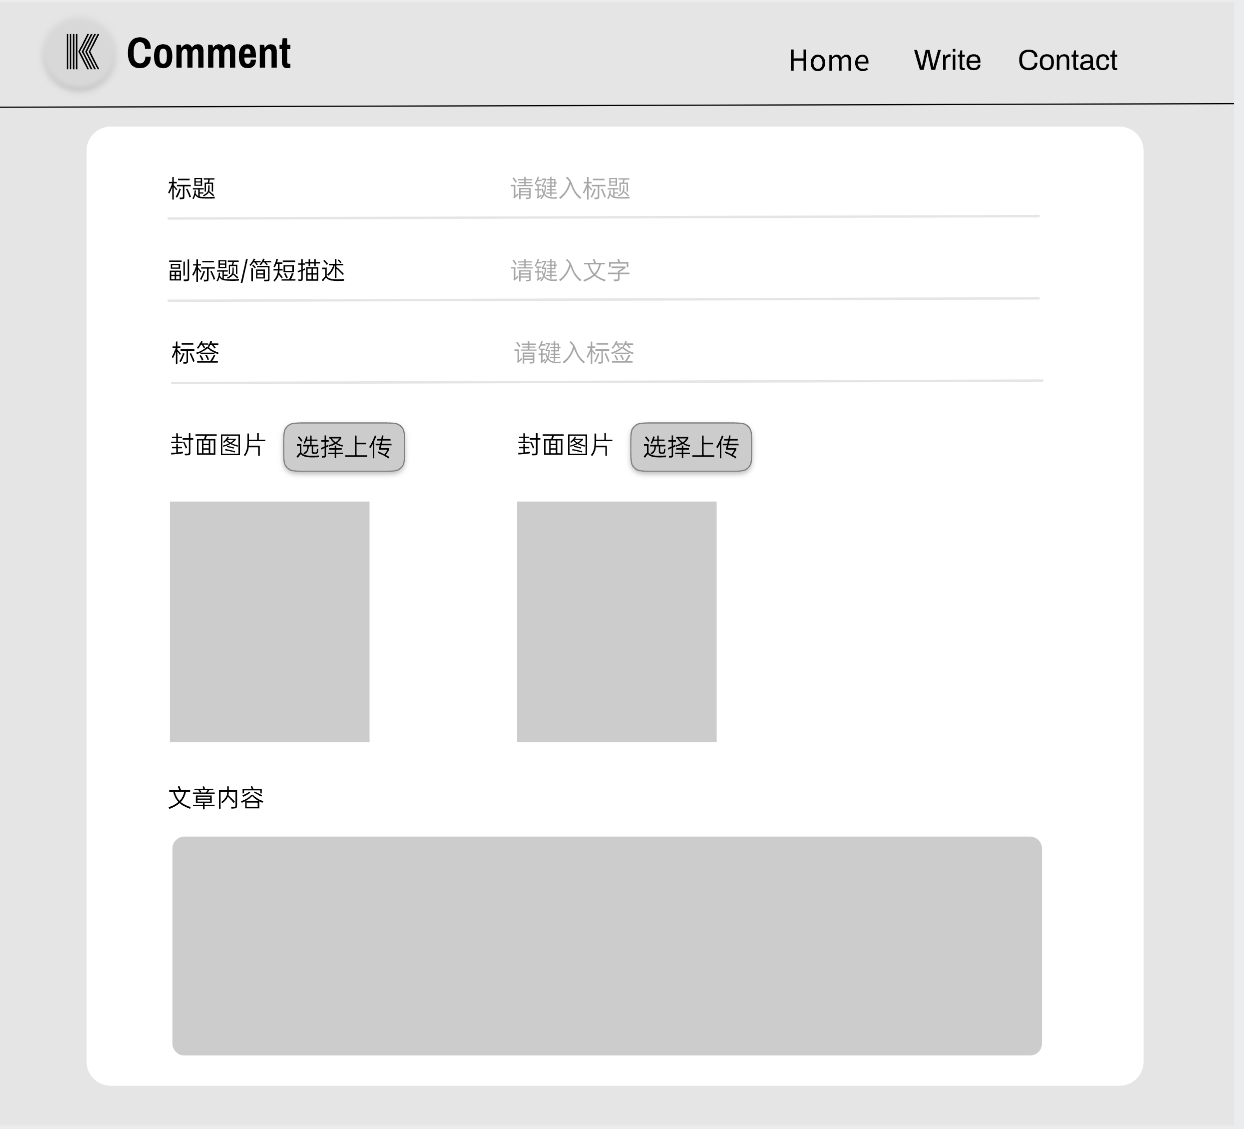 K Comment
Home Write Contact
标题 请键入标题
副标题/简短描述 请键入文字
标签 请键入标签
封面图片 选择上传 封面图片 选择上传
文章内容